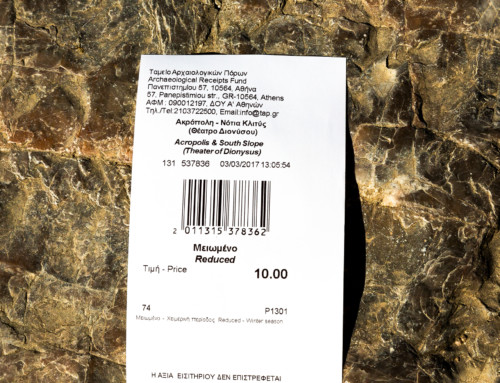 Ταμείο Αρχαιολογικών Πόρων
Archaeological Receipts Fund
Πανεπιστημίου 57, 10564, Αθήνα
57, Panepistimiou str., GR-10564, Athens
ΑΦΜ : 090012197, ΔΟΥ Α' Αθηνών
Τηλ./Tel:2103722500, Email:info@tap.gr
Ακρόπολη - Νότια Κλιτύς
(Θέατρο Διονύσου)
Acropolis & South Slope
(Theater of Dionysus)
131 537836 03/03/2017 13:05:54
2 011315 378362
Μειωμένο
Reduced
Τιμή - Price 10.00
74 P1301
Μειωμένο - Χειμερινή περίοδος Reduced - Winter season
Η ΑΞΙΑ ΕΙΣΙΤΗΡΙΟΥ ΔΕΝ ΕΠΙΣΤΡΕΦΕΤΑΙ